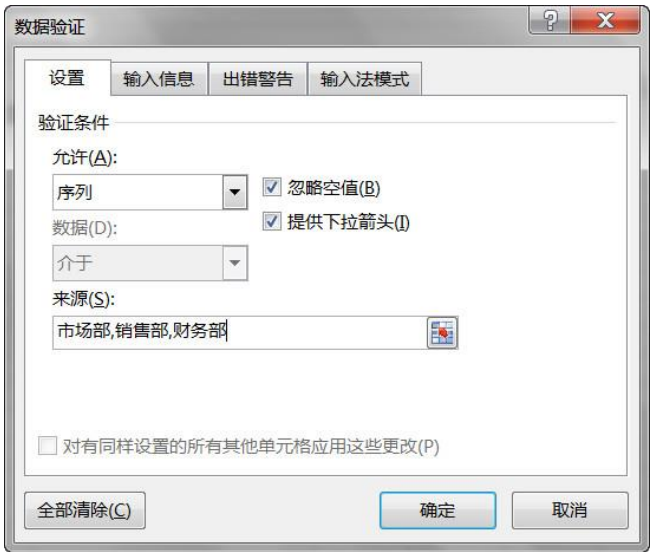 数据验证
设置 输入信息 出错警告 输入法模式
验证条件
允许(A):
序列 忽略空值(B)
数据(D): 提供下拉箭头(I)
介于
来源(S):
市场部,销售部,财务部
对有同样设置的所有其他单元格应用这些更改(P)
全部清除(C) 确定 取消